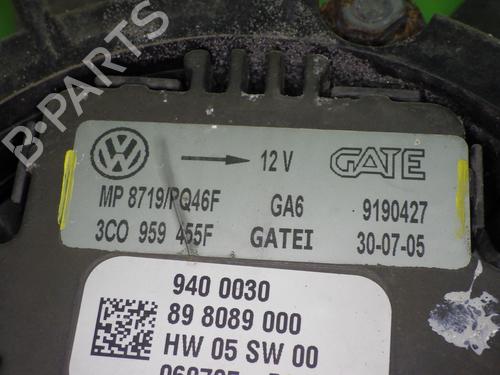 B-PARTS
12 V GATE
MP 8719/PQ46F GA6 9190427
3CO 959 455F GATEI 30-07-05
940 0030
89 8089 000
HW 05 SW 00